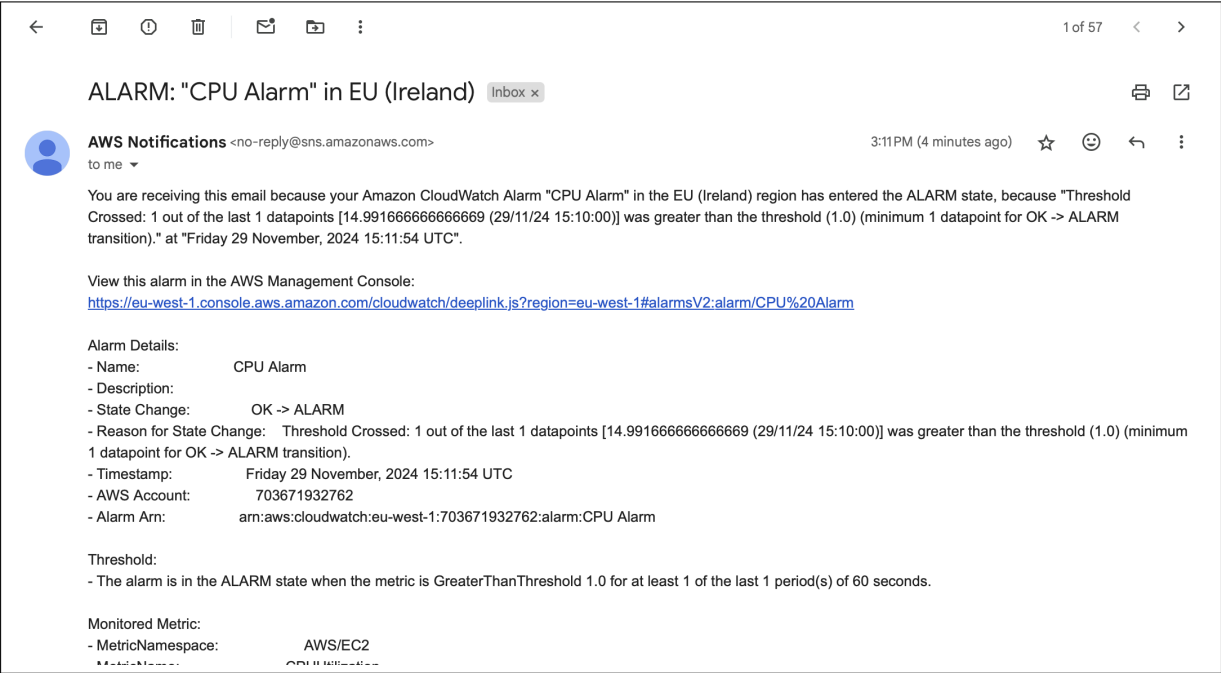 1 of 57
ALARM: "CPU Alarm" in EU (Ireland) Inbox x
AWS Notifications <no-reply@sns.amazonaws.com> 3:11 PM (4 minutes ago)
to me
You are receiving this email because your Amazon CloudWatch Alarm "CPU Alarm" in the EU (Ireland) region has entered the ALARM state, because "Threshold
Crossed: 1 out of the last 1 datapoints [14.991666666666669 (29/11/24 15:10:00)] was greater than the threshold (1.0) (minimum 1 datapoint for OK -> ALARM
transition)." at "Friday 29 November, 2024 15:11:54 UTC".
View this alarm in the AWS Management Console:
https://eu-west-1.console.aws.amazon.com/cloudwatch/deeplink.js?region=eu-west-1#alarmsV2:alarm/CPU%20Alarm
Alarm Details:
- Name: CPU Alarm
- Description:
- State Change: OK -> ALARM
- Reason for State Change: Threshold Crossed: 1 out of the last 1 datapoints [14.991666666666669 (29/11/24 15:10:00)] was greater than the threshold (1.0) (minimum
1 datapoint for OK -> ALARM transition).
- Timestamp: Friday 29 November, 2024 15:11:54 UTC
- AWS Account: 703671932762
- Alarm Arn: arn:aws:cloudwatch:eu-west-1:703671932762:alarm:CPU Alarm
Threshold:
- The alarm is in the ALARM state when the metric is GreaterThanThreshold 1.0 for at least 1 of the last 1 period(s) of 60 seconds.
Monitored Metric:
- MetricNamespace: AWS/EC2
- MetricName: CPUUtilization